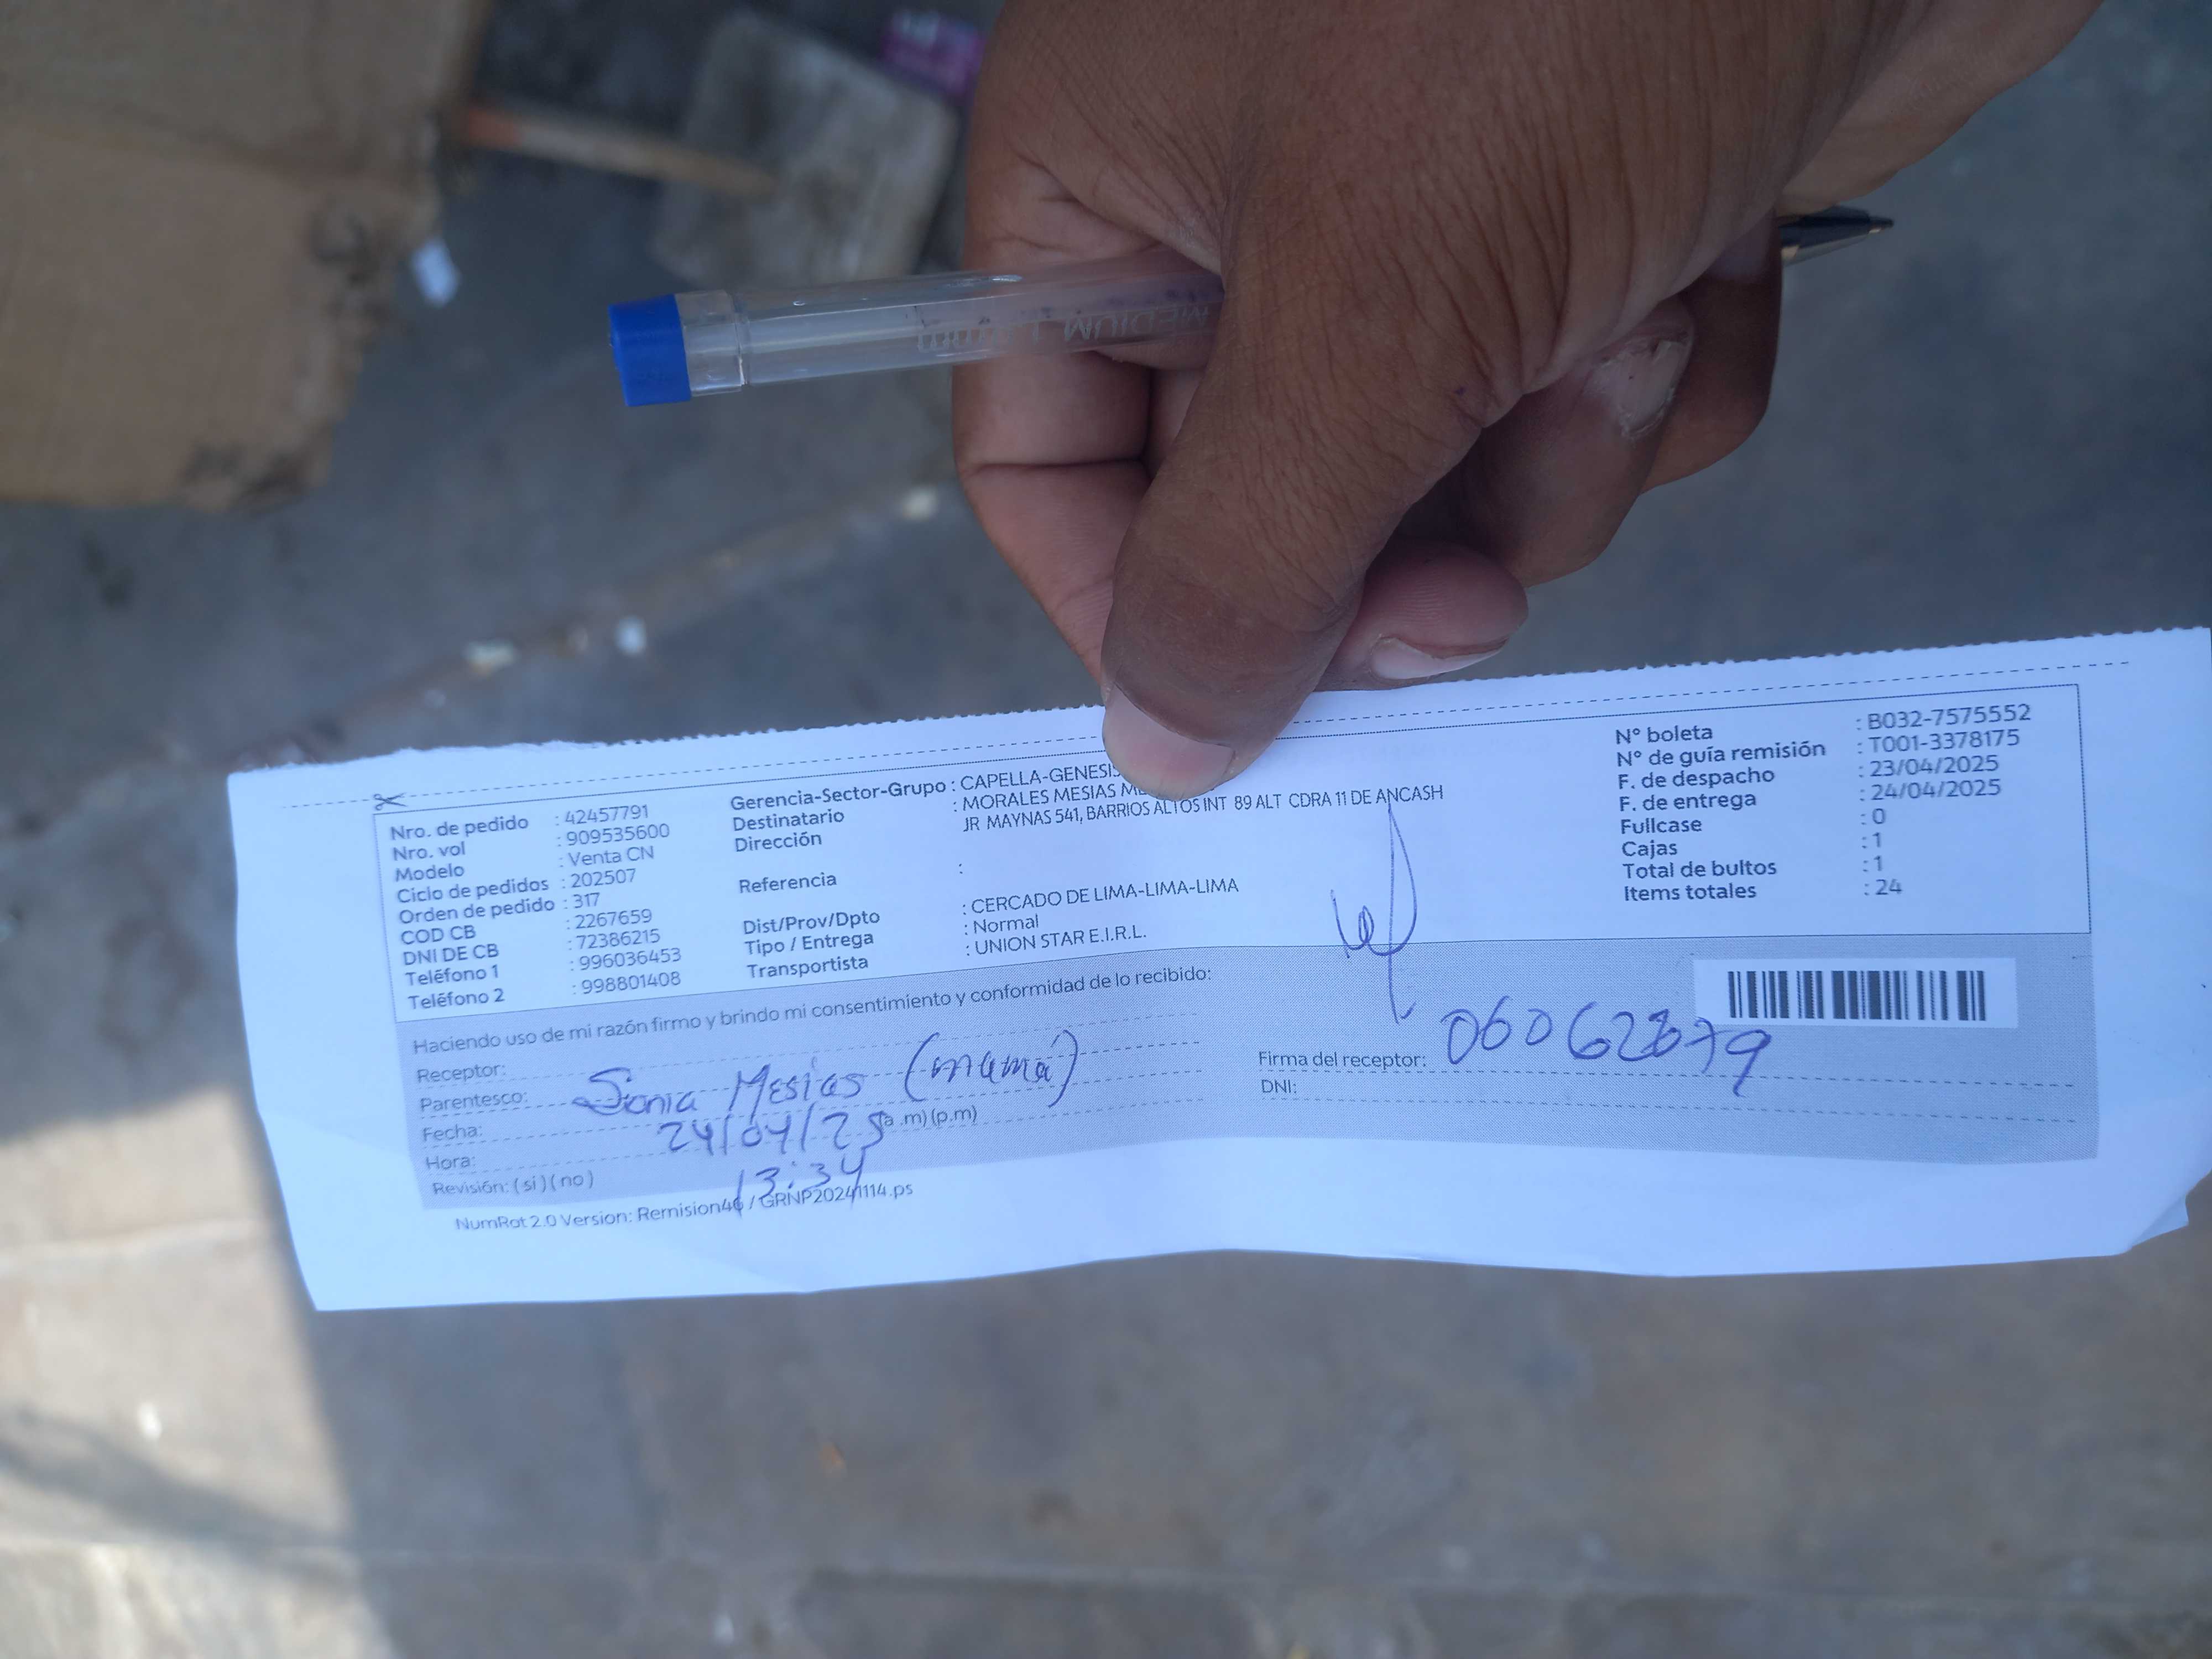 Nro. de pedido : 42457791
Nro. vol : 909535600
Modelo : Venta CN
Ciclo de pedidos : 202507
Orden de pedido : 317
COD CB : 2267659
DNI DE CB : 72386215
Teléfono 1 : 996036453
Teléfono 2 : 998801408
Gerencia-Sector-Grupo : CAPELLA-GENESIS
Destinatario : MORALES MESIAS
Dirección JR MAYNAS 541, BARRIOS ALTOS INT 89 ALT CDRA 11 DE ANCASH
Referencia :
Dist/Prov/Dpto : CERCADO DE LIMA-LIMA-LIMA
Tipo / Entrega : Normal
Transportista : UNION STAR E.I.R.L.
N° boleta : B032-7575552
N° de guía remisión : T001-3378175
F. de despacho : 23/04/2025
F. de entrega : 24/04/2025
Fullcase : 0
Cajas : 1
Total de bultos : 1
Items totales : 24
Haciendo uso de mi razón firmo y brindo mi consentimiento y conformidad de lo recibido:
Receptor:
Parentesco: Sonia Mesias (mamá)
Fecha: 24/04/25 (a .m) (p.m)
Hora: 13:34
Revisión: ( si ) ( no )
Firma del receptor: 06062879
DNI:
NumRot 2.0 Version: Remision46 / GRNP20241114.ps
MEDIUM